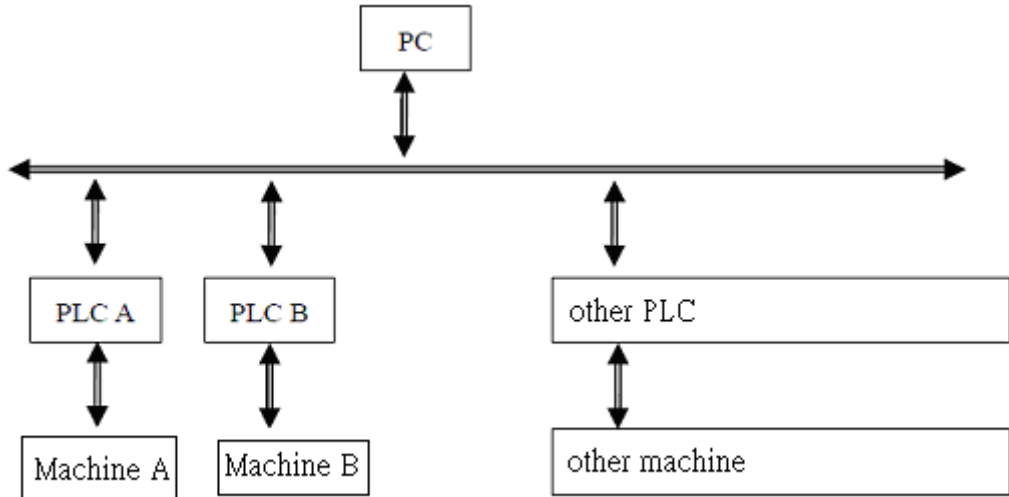 PC
PLC A
PLC B
other PLC
Machine A
Machine B
other machine